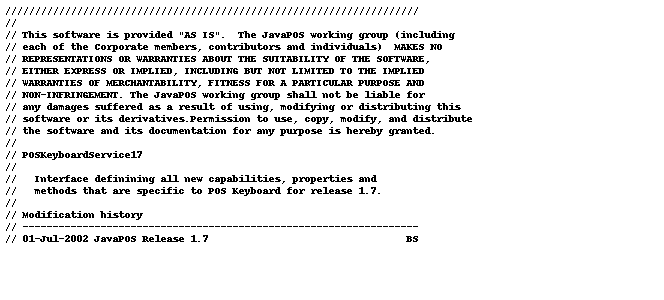 //////////////////////////////////////////////////////////////////////
//
// This software is provided "AS IS".  The JavaPOS working group (including
// each of the Corporate members, contributors and individuals)  MAKES NO
// REPRESENTATIONS OR WARRANTIES ABOUT THE SUITABILITY OF THE SOFTWARE,
// EITHER EXPRESS OR IMPLIED, INCLUDING BUT NOT LIMITED TO THE IMPLIED
// WARRANTIES OF MERCHANTABILITY, FITNESS FOR A PARTICULAR PURPOSE AND
// NON-INFRINGEMENT. The JavaPOS working group shall not be liable for
// any damages suffered as a result of using, modifying or distributing this
// software or its derivatives.Permission to use, copy, modify, and distribute
// the software and its documentation for any purpose is hereby granted.
//
// POSKeyboardService17
//
//   Interface definining all new capabilities, properties and
//   methods that are specific to POS Keyboard for release 1.7.
//
// Modification history
// ------------------------------------------------------------------
// 01-Jul-2002 JavaPOS Release 1.7                                 BS